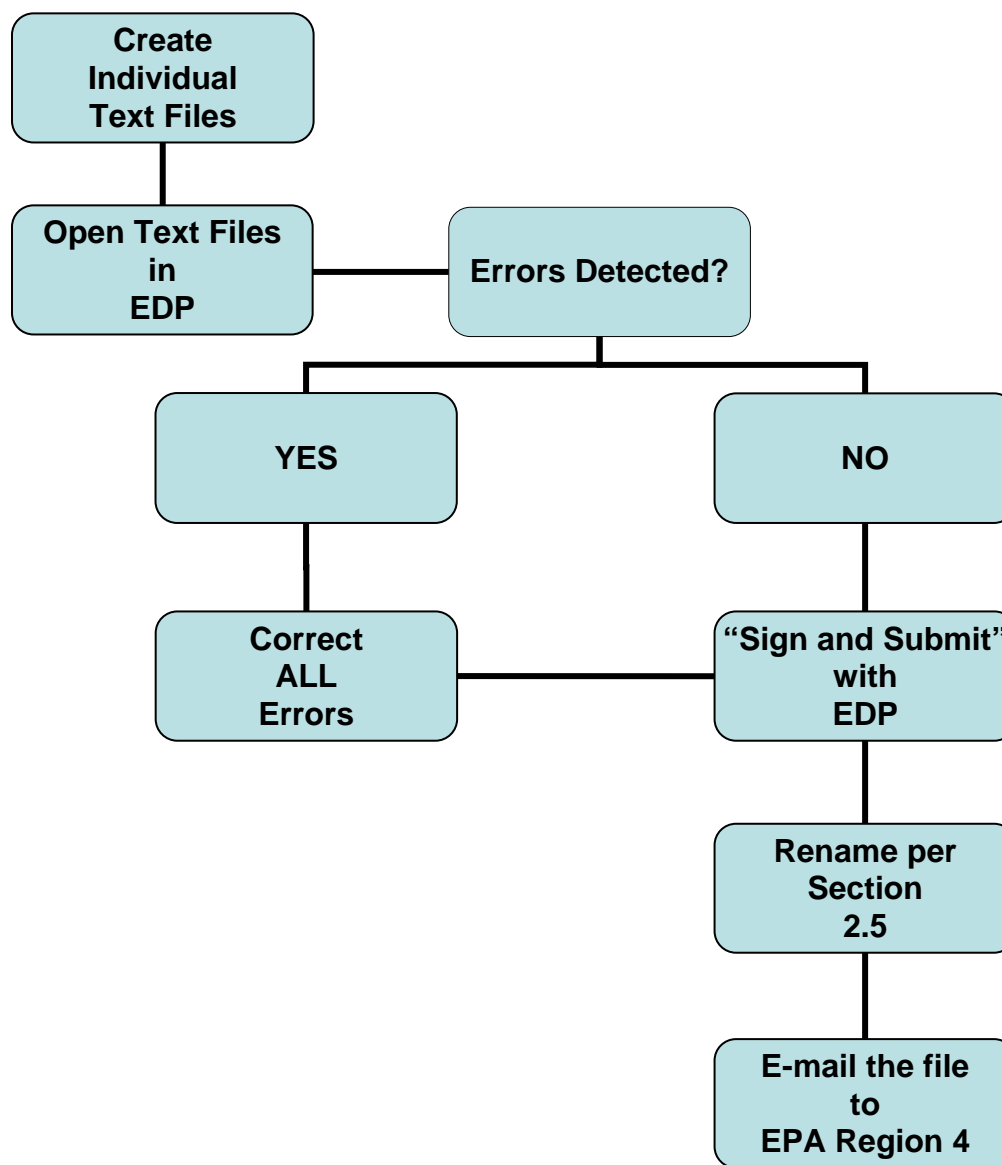 Create
Individual
Text Files
Open Text Files
in
EDP
Errors Detected?
YES
NO
Correct
ALL
Errors
“Sign and Submit”
with
EDP
Rename per
Section
2.5
E-mail the file
to
EPA Region 4